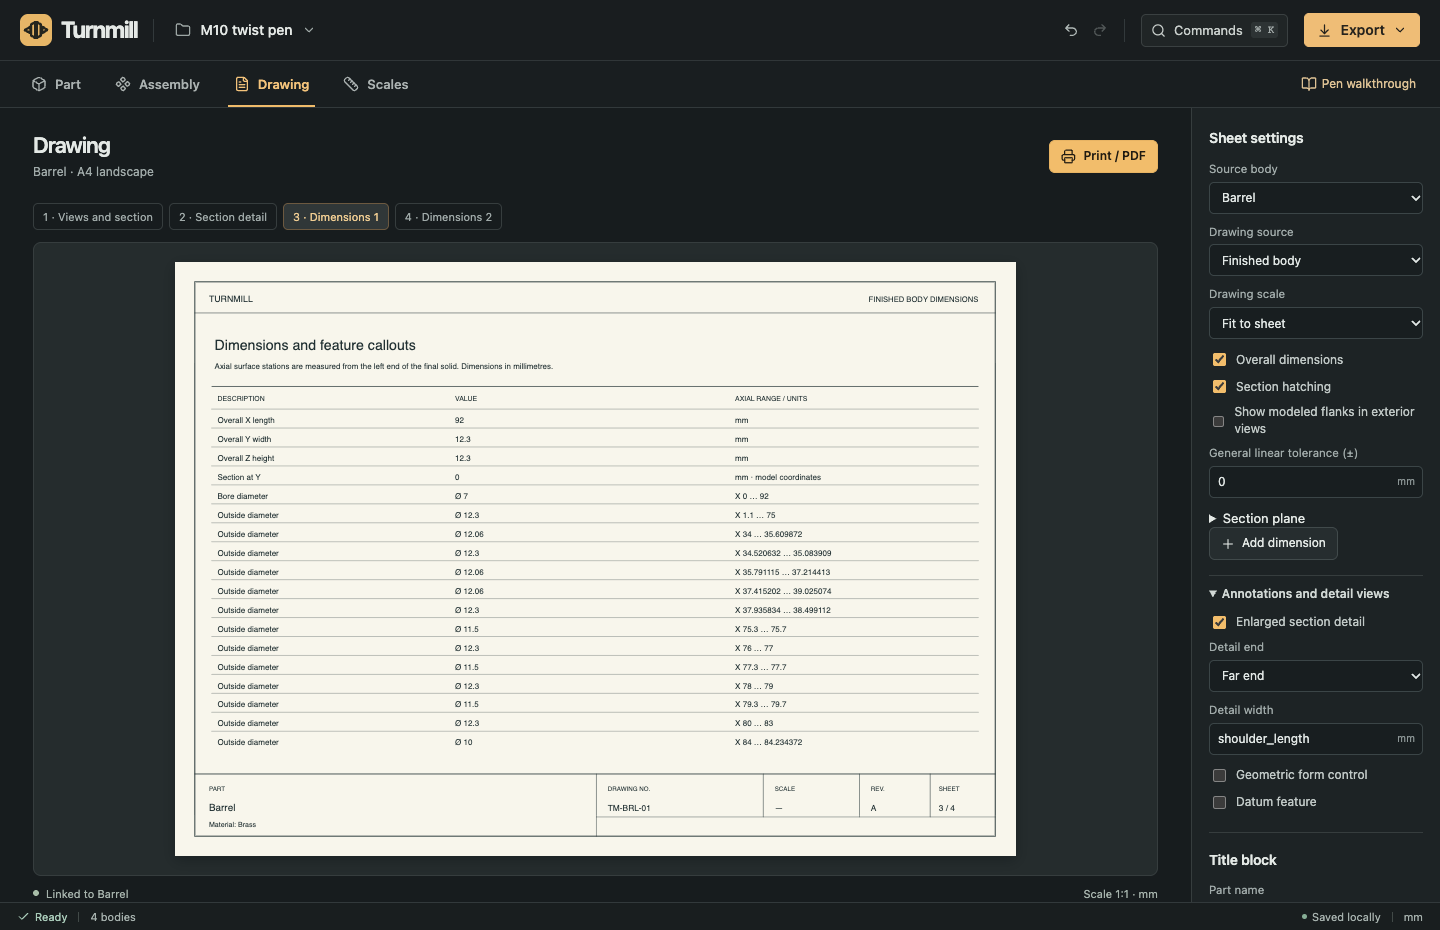 Turnmill
M10 twist pen
Commands ⌘ K
Export
Part
Assembly
Drawing
Scales
Pen walkthrough
Drawing
Barrel · A4 landscape
Print / PDF
1 · Views and section
2 · Section detail
3 · Dimensions 1
4 · Dimensions 2
TURNMILL
FINISHED BODY DIMENSIONS
Dimensions and feature callouts
Axial surface stations are measured from the left end of the final solid. Dimensions in millimetres.
DESCRIPTION VALUE AXIAL RANGE / UNITS
Overall X length 92 mm
Overall Y width 12.3 mm
Overall Z height 12.3 mm
Section at Y 0 mm · model coordinates
Bore diameter Ø 7 X 0 ... 92
Outside diameter Ø 12.3 X 1.1 ... 75
Outside diameter Ø 12.06 X 34 ... 35.609872
Outside diameter Ø 12.3 X 34.520632 ... 35.083909
Outside diameter Ø 12.06 X 35.791115 ... 37.214413
Outside diameter Ø 12.06 X 37.415202 ... 39.025074
Outside diameter Ø 12.3 X 37.935834 ... 38.499112
Outside diameter Ø 11.5 X 75.3 ... 75.7
Outside diameter Ø 12.3 X 76 ... 77
Outside diameter Ø 11.5 X 77.3 ... 77.7
Outside diameter Ø 12.3 X 78 ... 79
Outside diameter Ø 11.5 X 79.3 ... 79.7
Outside diameter Ø 12.3 X 80 ... 83
Outside diameter Ø 10 X 84 ... 84.234372
PART
Barrel
Material: Brass
DRAWING NO. SCALE REV. SHEET
TM-BRL-01 — A 3 / 4
Linked to Barrel
Scale 1:1 · mm
Sheet settings
Source body
Barrel
Drawing source
Finished body
Drawing scale
Fit to sheet
Overall dimensions
Section hatching
Show modeled flanks in exterior
views
General linear tolerance (±)
0 mm
Section plane
Add dimension
Annotations and detail views
Enlarged section detail
Detail end
Far end
Detail width
shoulder_length mm
Geometric form control
Datum feature
Title block
Part name
Ready
4 bodies
Saved locally
mm